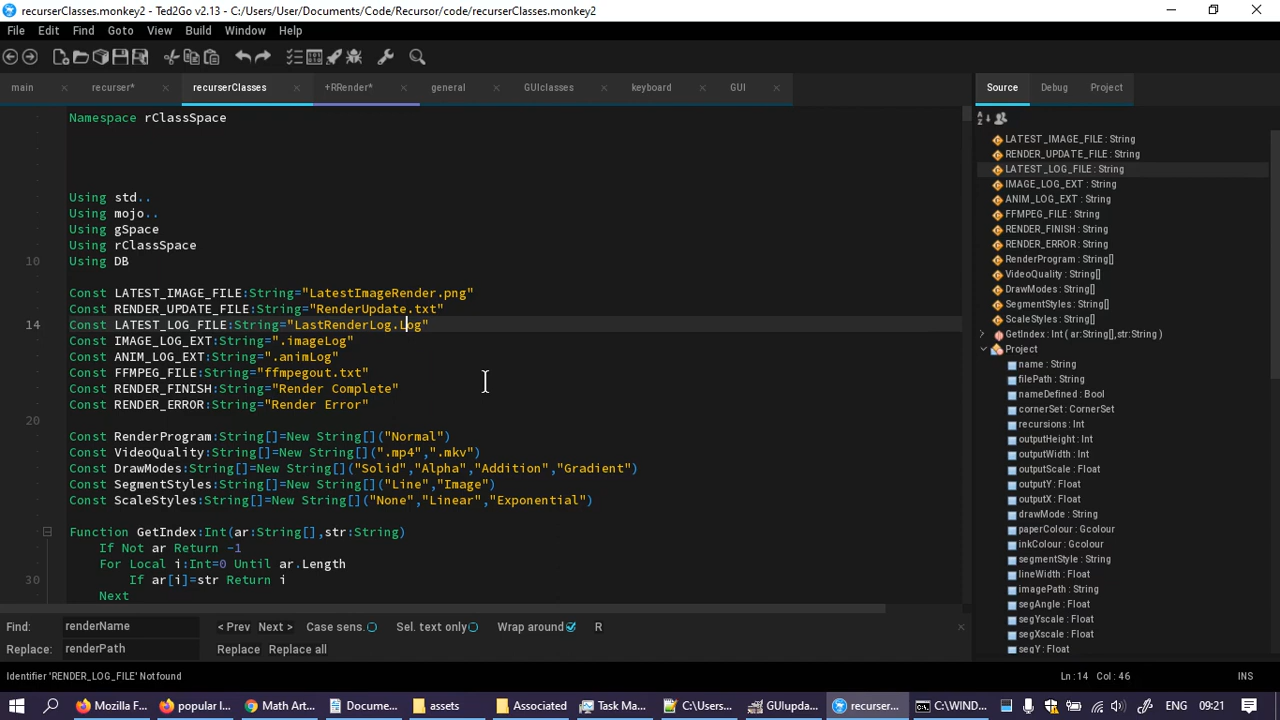 recurserClasses.monkey2 * Ted2Go v2.13 - C:/Users/User/Documents/Code/Recursor/code/recurserClasses.monkey2
File Edit Find Goto View Build Window Help
main × recurser* × recurserClasses × +RRender* × general × GUIclasses × keyboard × GUI ×
Source Debug Project
Namespace rClassSpace
Using std..
Using mojo..
Using gSpace
Using rClassSpace
10 Using DB
Const LATEST_IMAGE_FILE:String="LatestImageRender.png"
Const RENDER_UPDATE_FILE:String="RenderUpdate.txt"
14 Const LATEST_LOG_FILE:String="LastRenderLog.Log"
Const IMAGE_LOG_EXT:String=".imageLog"
Const ANIM_LOG_EXT:String=".animLog"
Const FFMPEG_FILE:String="ffmpegout.txt"
Const RENDER_FINISH:String="Render Complete"
Const RENDER_ERROR:String="Render Error"
20
Const RenderProgram:String[]=New String[]("Normal")
Const VideoQuality:String[]=New String[](".mp4",".mkv")
Const DrawModes:String[]=New String[]("Solid","Alpha","Addition","Gradient")
Const SegmentStyles:String[]=New String[]("Line","Image")
Const ScaleStyles:String[]=New String[]("None","Linear","Exponential")
Function GetIndex:Int(ar:String[],str:String)
If Not ar Return -1
For Local i:Int=0 Until ar.Length
30 If ar[i]=str Return i
Next
LATEST_IMAGE_FILE : String
RENDER_UPDATE_FILE : String
LATEST_LOG_FILE : String
IMAGE_LOG_EXT : String
ANIM_LOG_EXT : String
FFMPEG_FILE : String
RENDER_FINISH : String
RENDER_ERROR : String
RenderProgram : String[]
VideoQuality : String[]
DrawModes : String[]
SegmentStyles : String[]
ScaleStyles : String[]
GetIndex : Int ( ar:String[],str:String )
Project
name : String
filePath : String
nameDefined : Bool
cornerSet : CornerSet
recursions : Int
outputHeight : Int
outputWidth : Int
outputScale : Float
outputY : Float
outputX : Float
drawMode : String
paperColour : Gcolour
inkColour : Gcolour
segmentStyle : String
lineWidth : Float
imagePath : String
segAngle : Float
segYscale : Float
segXscale : Float
segY : Float
Find: renderName < Prev Next > Case sens. Sel. text only Wrap around R ×
Replace: renderPath Replace Replace all
Identifier 'RENDER_LOG_FILE' Not found
Ln : 14 Col : 46 INS
Mozilla F... popular l... Math Art... Docume... assets Associated Task Ma... C:\Users... GUIupda... recurser... C:\WIND... 09:21